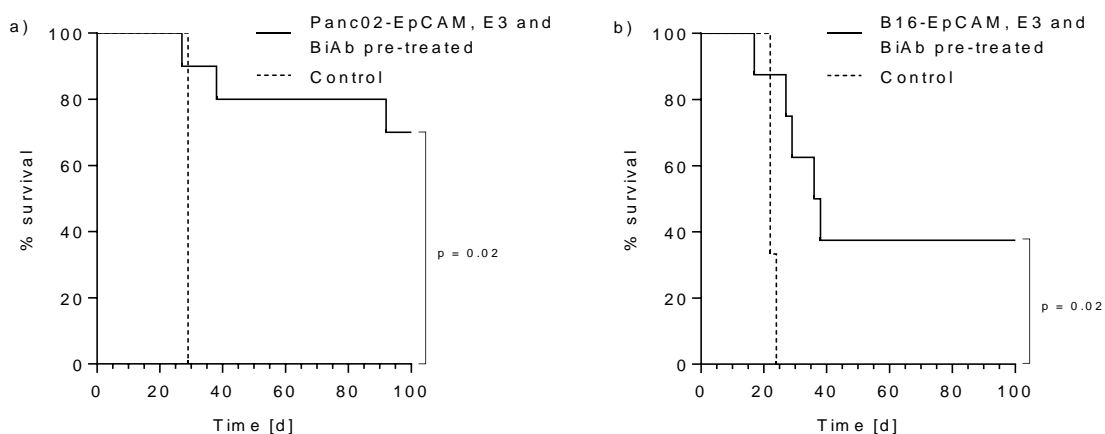 a)
Panc02-EpCAM, E3 and
BiAb pre-treated
Control
% survival
100
80
60
40
20
0
0 20 40 60 80 100
Time [d]
p = 0.02
b)
B16-EpCAM, E3 and
BiAb pre-treated
Control
% survival
100
80
60
40
20
0
0 20 40 60 80 100
Time [d]
p = 0.02